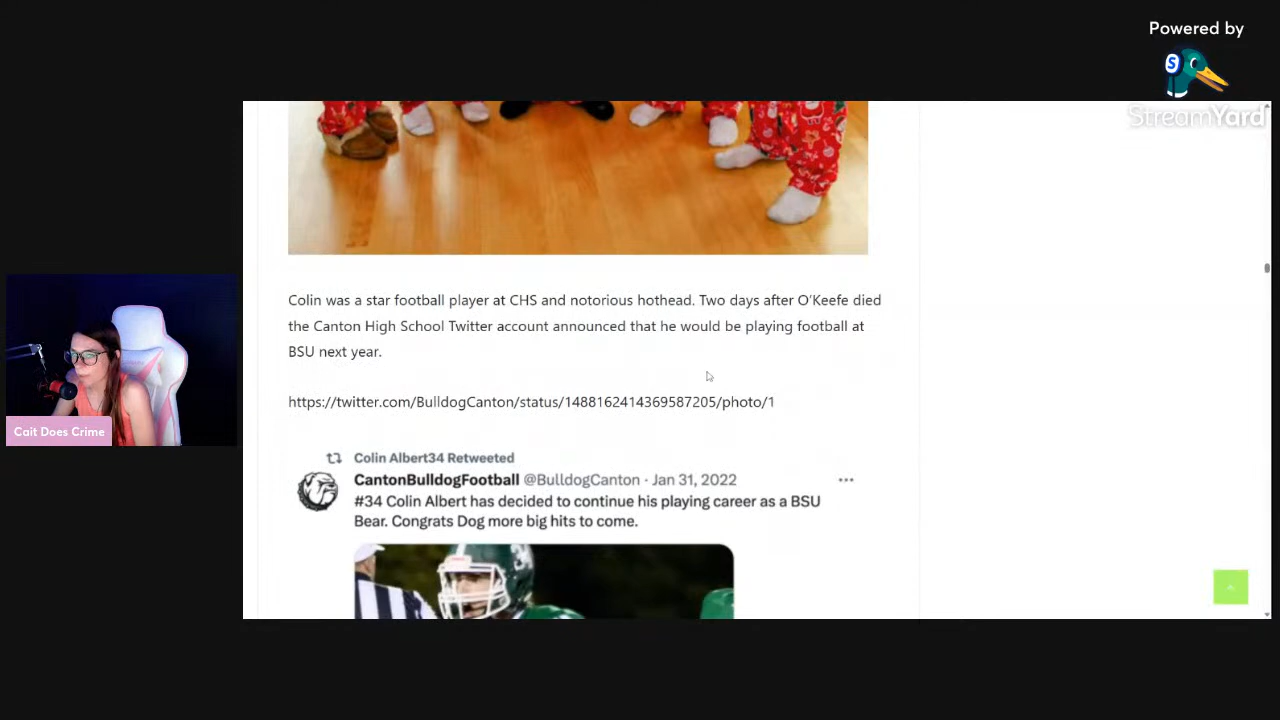 Powered by
StreamYard
Colin was a star football player at CHS and notorious hothead. Two days after O'Keefe died
the Canton High School Twitter account announced that he would be playing football at
BSU next year.
https://twitter.com/BulldogCanton/status/1488162414369587205/photo/1
Colin Albert34 Retweeted
CantonBulldogFootball @BulldogCanton · Jan 31, 2022
#34 Colin Albert has decided to continue his playing career as a BSU
Bear. Congrats Dog more big hits to come.
Cait Does Crime